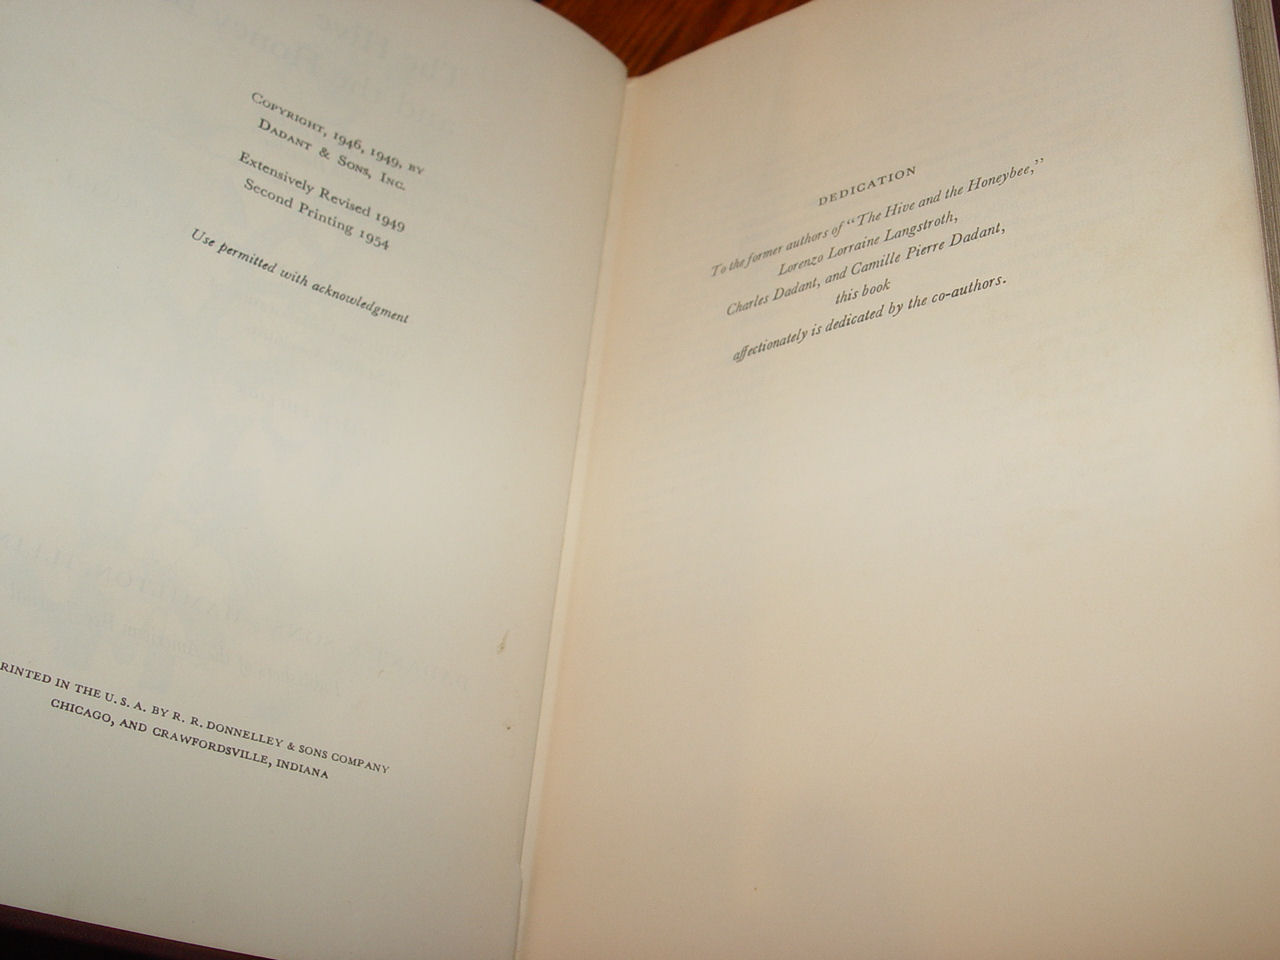 COPYRIGHT, 1946, 1949, BY
DADANT & SONS, INC.
Extensively Revised 1949
Second Printing 1954
Use permitted with acknowledgment
RINTED IN THE U. S. A. BY R. R. DONNELLEY & SONS COMPANY
CHICAGO, AND CRAWFORDSVILLE, INDIANA
DEDICATION
To the former authors of "The Hive and the Honeybee,"
Lorenzo Lorraine Langstroth,
Charles Dadant, and Camille Pierre Dadant,
this book
affectionately is dedicated by the co-authors.